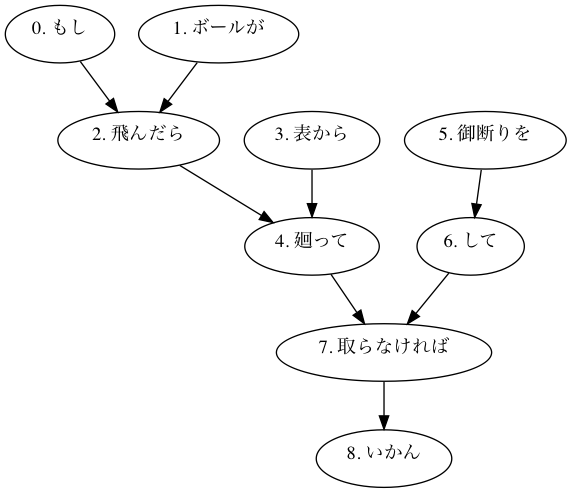 0. もし
1. ボールが
2. 飛んだら
3. 表から
5. 御断りを
4. 廻って
6. して
7. 取らなければ
8. いかん